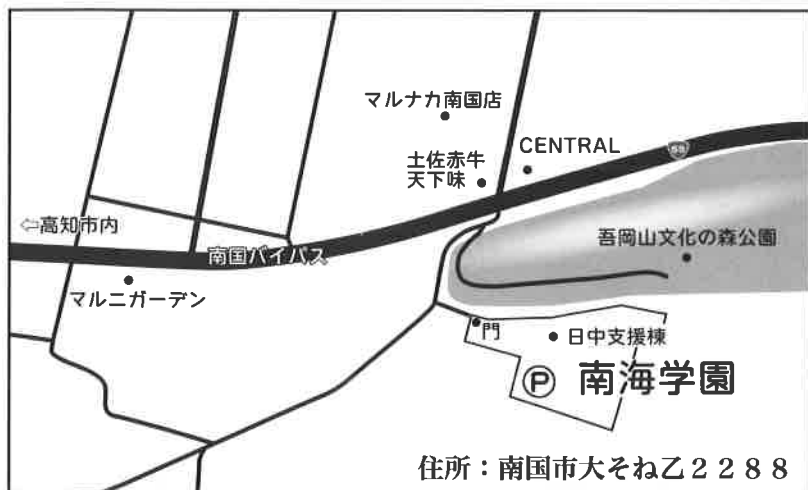 マルナカ南国店
土佐赤牛
天下味
CENTRAL
55
⇦高知市内
南国バイパス
吾岡山文化の森公園
マルニガーデン
門
日中支援棟
Ⓟ 南海学園
住所：南国市大そね乙２２８８